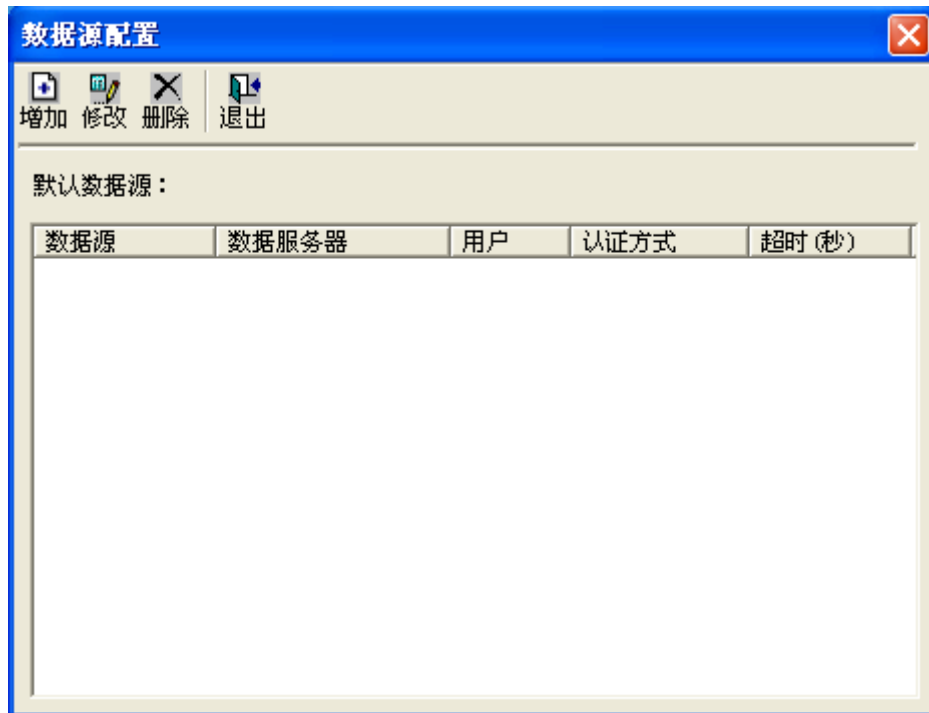 数据源配置
增加 修改 删除 退出
默认数据源：
数据源 数据服务器 用户 认证方式 超时(秒)